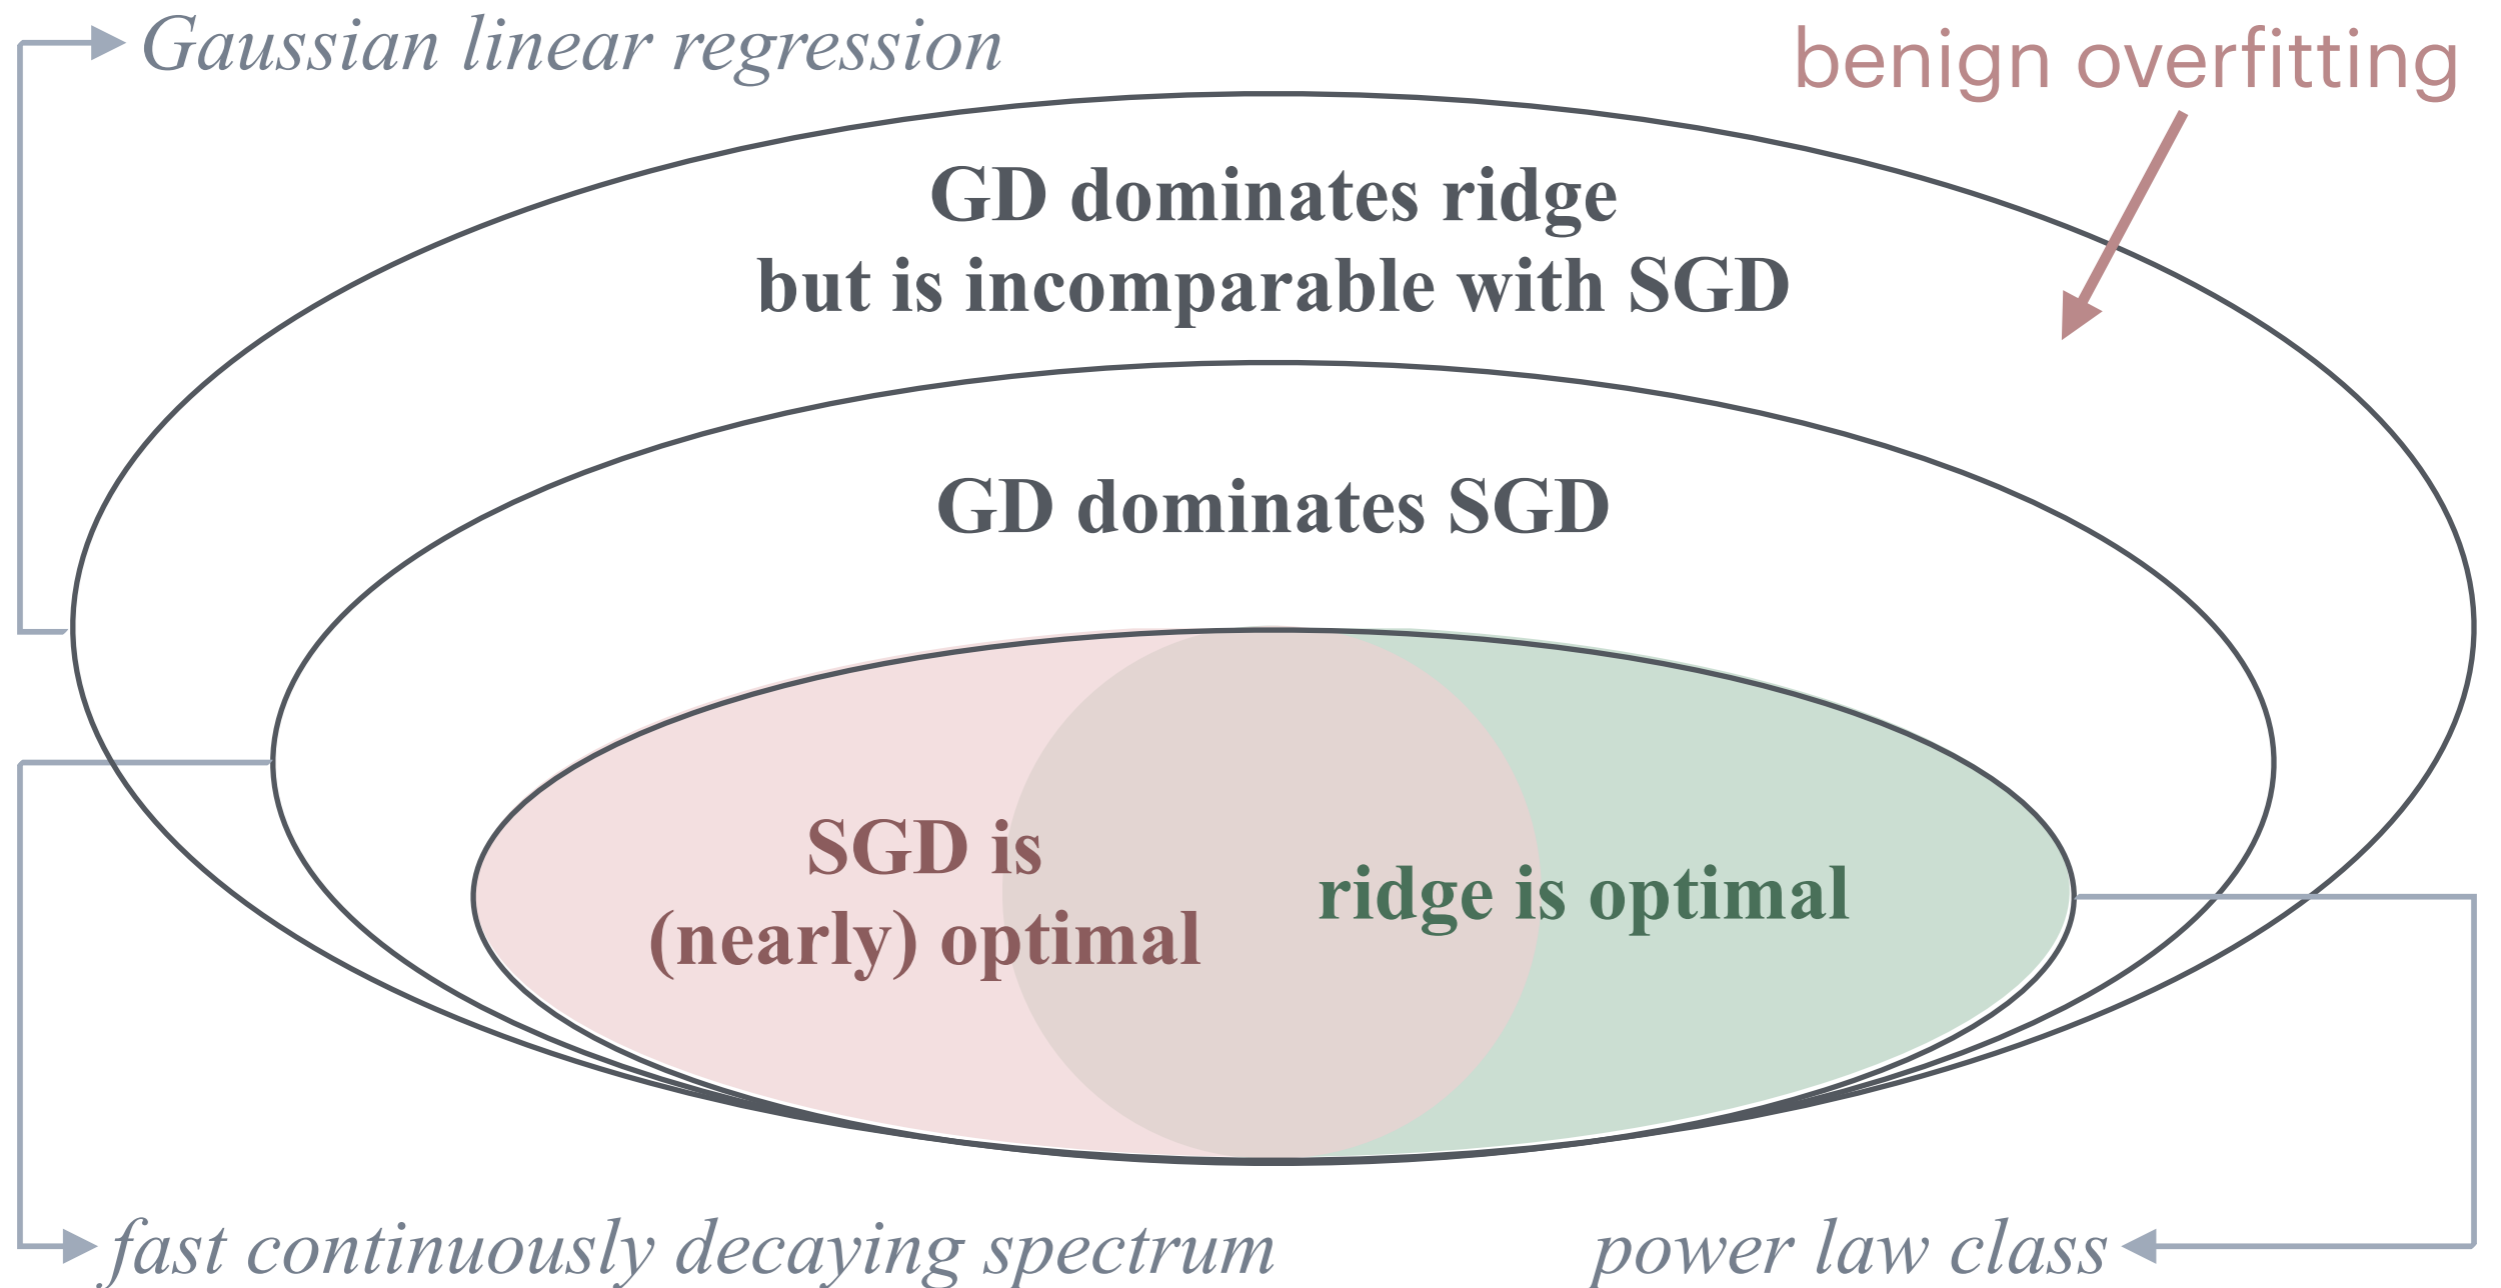 Gaussian linear regression
benign overfitting
GD dominates ridge
but is incomparable with SGD
GD dominates SGD
SGD is
(nearly) optimal
ridge is optimal
fast continuously decaying spectrum
power law class